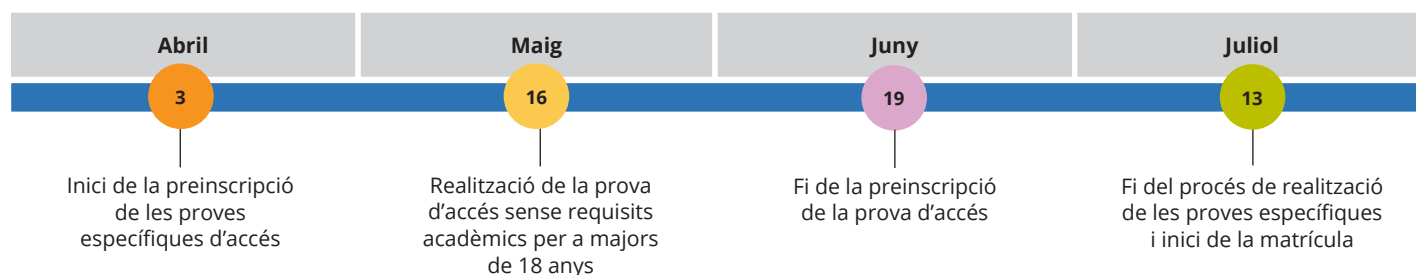 Abril
Maig
Juny
Juliol
3
16
19
13
Inici de la preinscripció
de les proves
específiques d'accés
Realització de la prova
d'accés sense requisits
acadèmics per a majors
de 18 anys
Fi de la preinscripció
de la prova d'accés
Fi del procés de realització
de les proves específiques
i inici de la matrícula